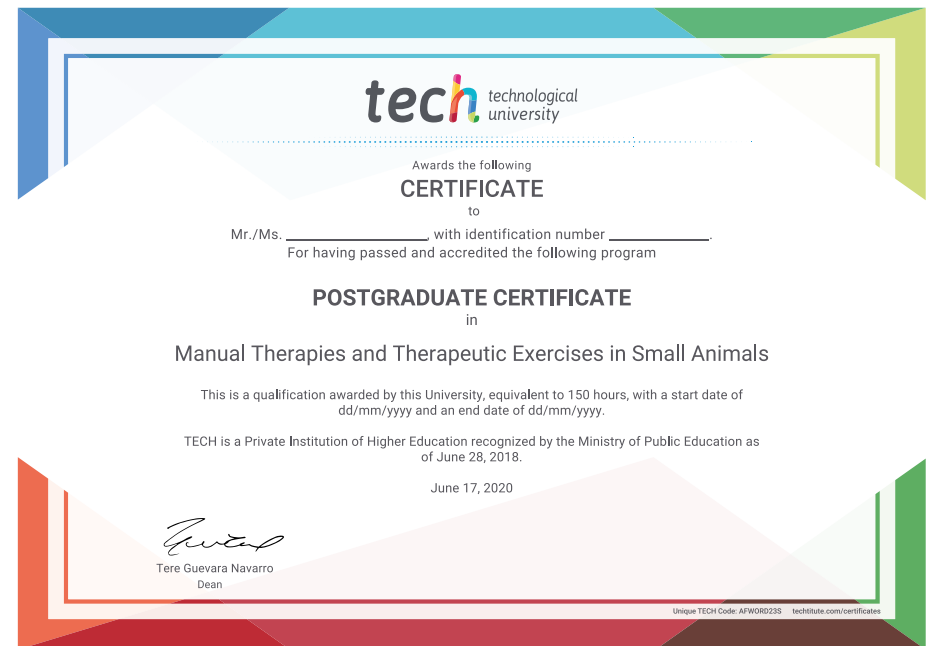 tech technological
university
Awards the following
CERTIFICATE
to
Mr./Ms. ____________________, with identification number ______________.
For having passed and accredited the following program
POSTGRADUATE CERTIFICATE
in
Manual Therapies and Therapeutic Exercises in Small Animals
This is a qualification awarded by this University, equivalent to 150 hours, with a start date of
dd/mm/yyyy and an end date of dd/mm/yyyy.
TECH is a Private Institution of Higher Education recognized by the Ministry of Public Education as
of June 28, 2018.
June 17, 2020
Tere Guevara Navarro
Dean
Unique TECH Code: AFWORD23S techtitute.com/certificates